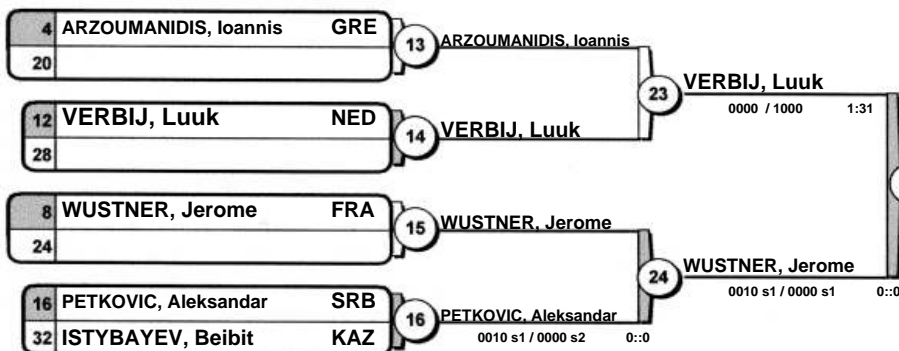 4 ARZOUMANIDIS, Ioannis GRE
20
13
ARZOUMANIDIS, Ioannis
12 VERBIJ, Luuk NED
28
14
VERBIJ, Luuk
23
VERBIJ, Luuk
0000 / 1000 1:31
8 WUSTNER, Jerome FRA
24
15
WUSTNER, Jerome
16 PETKOVIC, Aleksandar SRB
32 ISTYBAYEV, Beibit KAZ
16
PETKOVIC, Aleksandar
0010 s1 / 0000 s2 0::0
24
WUSTNER, Jerome
0010 s1 / 0000 s1 0::0